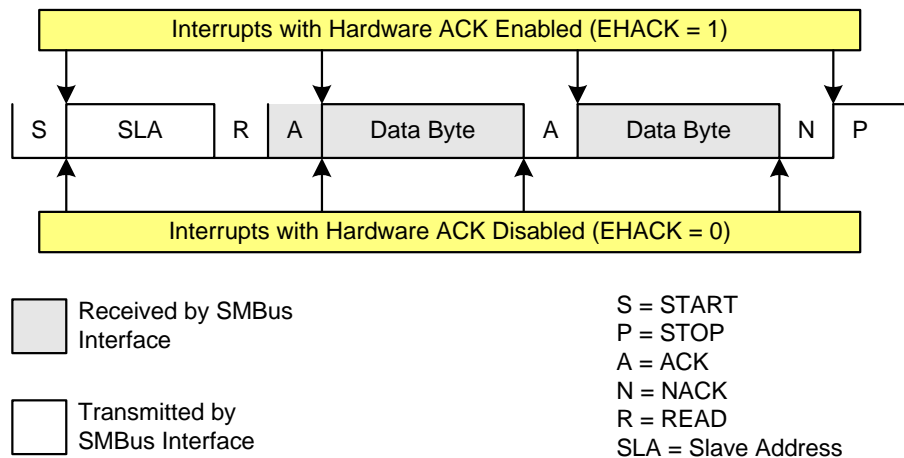 Interrupts with Hardware ACK Enabled (EHACK = 1)
S SLA R A Data Byte A Data Byte N P
Interrupts with Hardware ACK Disabled (EHACK = 0)
Received by SMBus
Interface
Transmitted by
SMBus Interface
S = START
P = STOP
A = ACK
N = NACK
R = READ
SLA = Slave Address